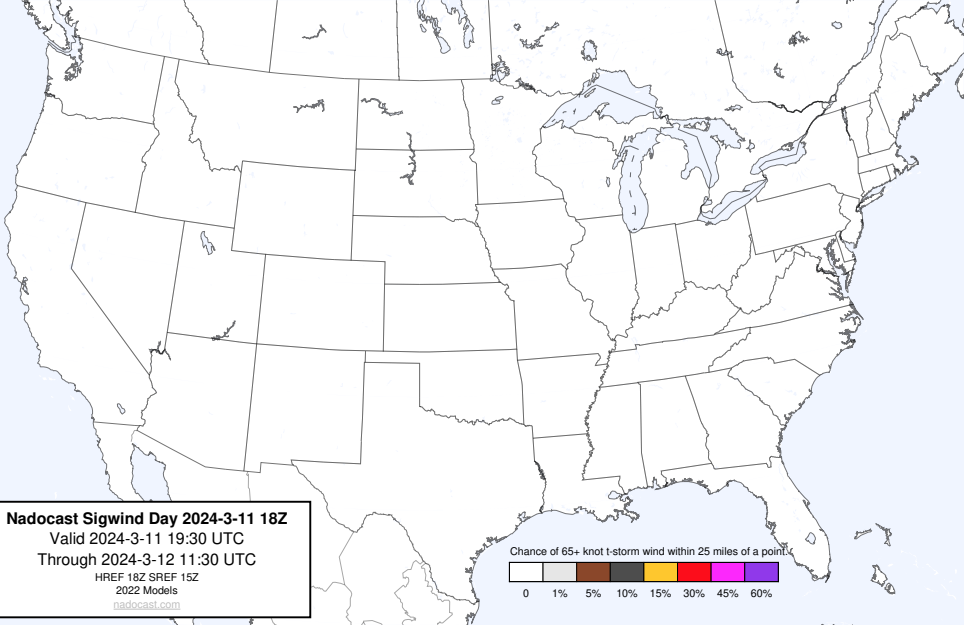 Nadocast Sigwind Day 2024-3-11 18Z
Valid 2024-3-11 19:30 UTC
Through 2024-3-12 11:30 UTC
HREF 18Z SREF 15Z
2022 Models
nadocast.com
Chance of 65+ knot t-storm wind within 25 miles of a point.
0 1% 5% 10% 15% 30% 45% 60%